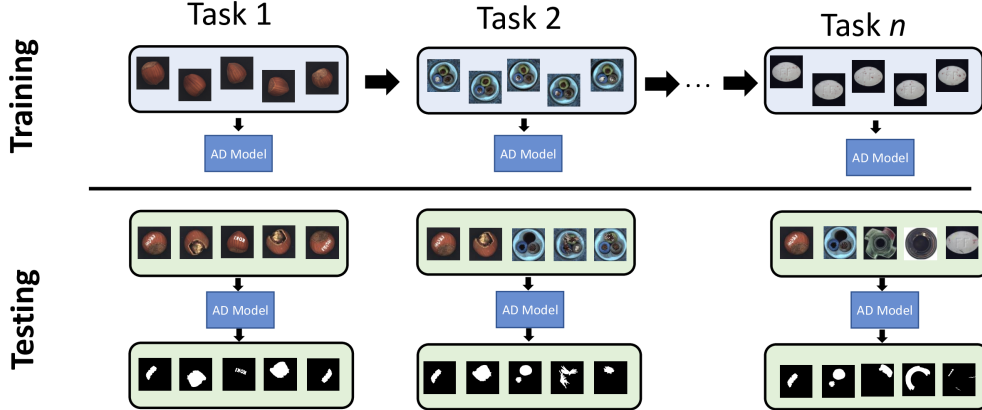 Task 1
Task 2
Task n
Training
...
AD Model
AD Model
AD Model
Testing
AD Model
AD Model
AD Model